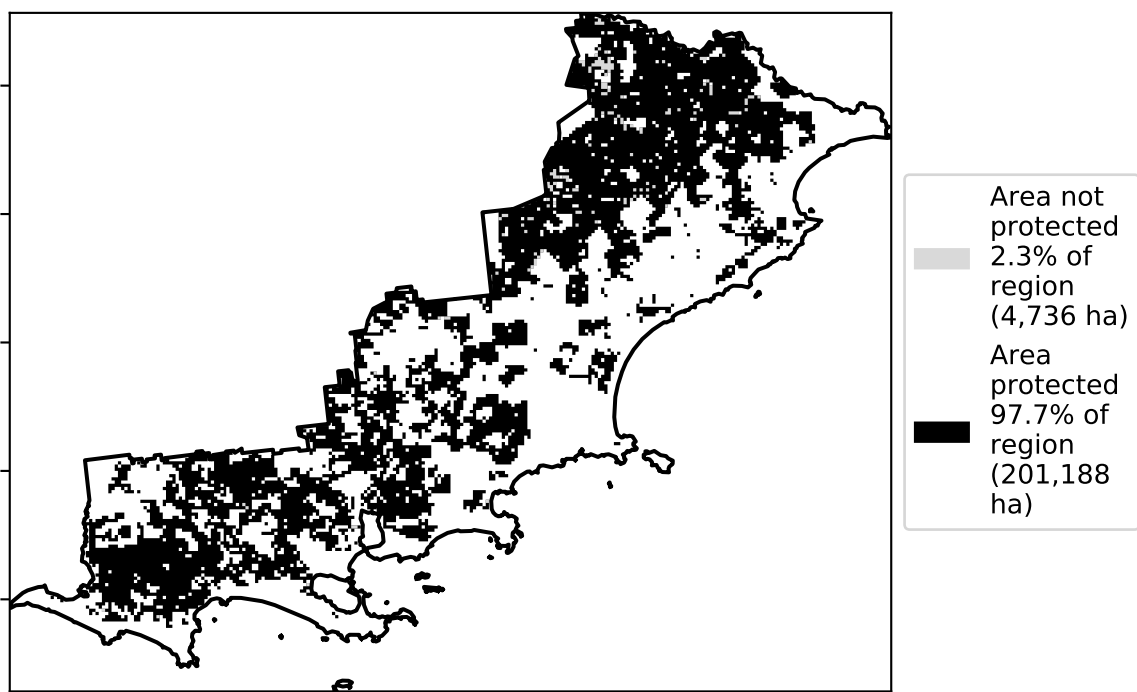 Area not
protected
2.3% of
region
(4,736 ha)
Area
protected
97.7% of
region
(201,188
ha)